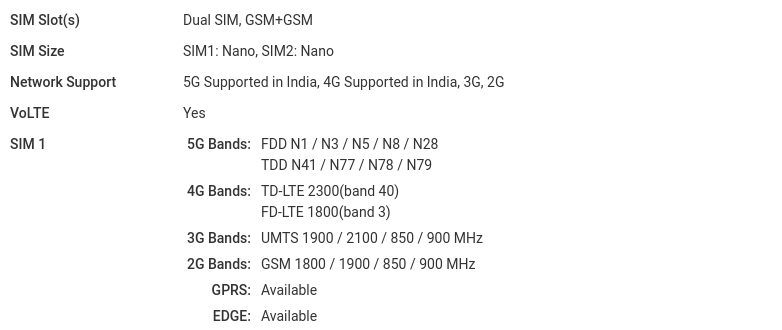 SIM Slot(s) Dual SIM, GSM+GSM
SIM Size SIM1: Nano, SIM2: Nano
Network Support 5G Supported in India, 4G Supported in India, 3G, 2G
VoLTE Yes
SIM 1 5G Bands: FDD N1 / N3 / N5 / N8 / N28
TDD N41 / N77 / N78 / N79
4G Bands: TD-LTE 2300(band 40)
FD-LTE 1800(band 3)
3G Bands: UMTS 1900 / 2100 / 850 / 900 MHz
2G Bands: GSM 1800 / 1900 / 850 / 900 MHz
GPRS: Available
EDGE: Available